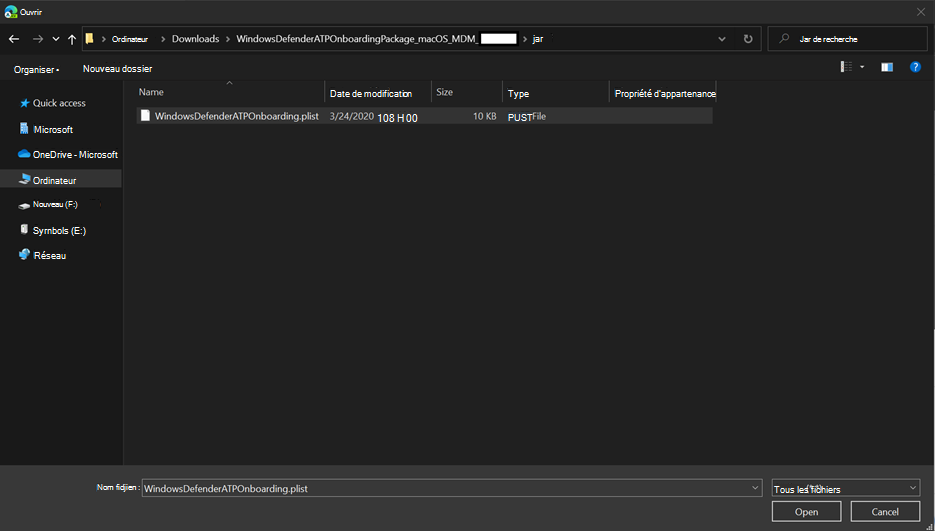 Ouvrir
Ordinateur > Downloads > WindowsDefenderATPOnboardingPackage_macOS_MDM_ > jar
Jar de recherche
Organiser
Nouveau dossier
Name Date de modification Size Type Propriété d'appartenance
WindowsDefenderATPOnboarding.plist 3/24/2020 108 H 00 10 KB PUST File
Quick access
Microsoft
OneDrive - Microsoft
Ordinateur
Nouveau (F:)
Symbols (E:)
Réseau
Nom fidjien : WindowsDefenderATPOnboarding.plist
Tous les fichiers
Open Cancel